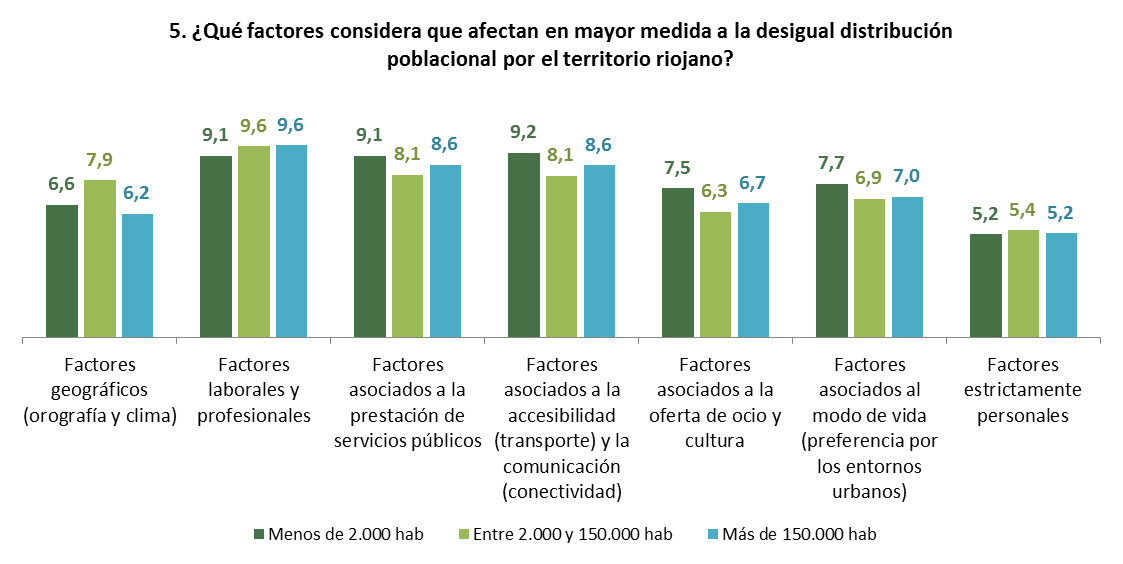 5. ¿Qué factores considera que afectan en mayor medida a la desigual distribución
poblacional por el territorio riojano?
6,6 7,9 6,2
9,1 9,6 9,6
9,1 8,1 8,6
9,2 8,1 8,6
7,5 6,3 6,7
7,7 6,9 7,0
5,2 5,4 5,2
Factores
geográficos
(orografía y clima)
Factores
laborales y
profesionales
Factores
asociados a la
prestación de
servicios públicos
Factores
asociados a la
accesibilidad
(transporte) y la
comunicación
(conectividad)
Factores
asociados a la
oferta de ocio y
cultura
Factores
asociados al
modo de vida
(preferencia por
los entornos
urbanos)
Factores
estrictamente
personales
Menos de 2.000 hab Entre 2.000 y 150.000 hab Más de 150.000 hab